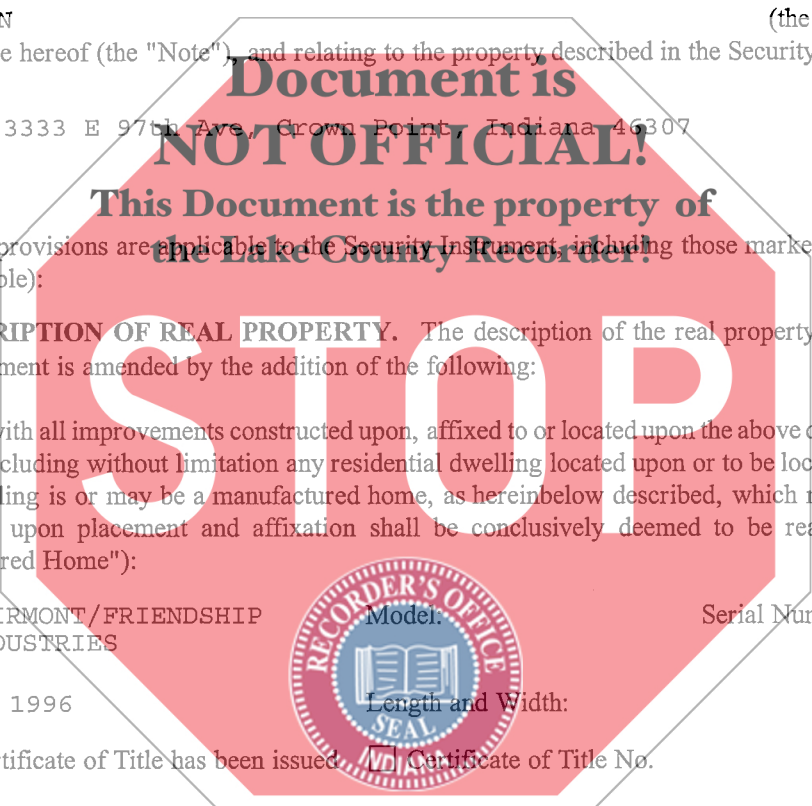 N (the
e hereof (the "Note"), and relating to the property described in the Security
Document is
3333 E 97th Ave, Crown Point, Indiana 46307
NOT OFFICIAL!
This Document is the property of
provisions are applicable to the Security Instrument, including those marke
the Lake County Recorder!
ble):
RIPTION OF REAL PROPERTY. The description of the real property
ment is amended by the addition of the following:
STOP
vith all improvements constructed upon, affixed to or located upon the above d
cluding without limitation any residential dwelling located upon or to be loc
ling is or may be a manufactured home, as hereinbelow described, which
upon placement and affixation shall be conclusively deemed to be rea
red Home"):
IRMONT/FRIENDSHIP Model: Serial Num
DUSTRIES
RECORDER'S OFFICE
1996 Length and Width:
SEAL
INDIANA
rtificate of Title has been issued Certificate of Title No.